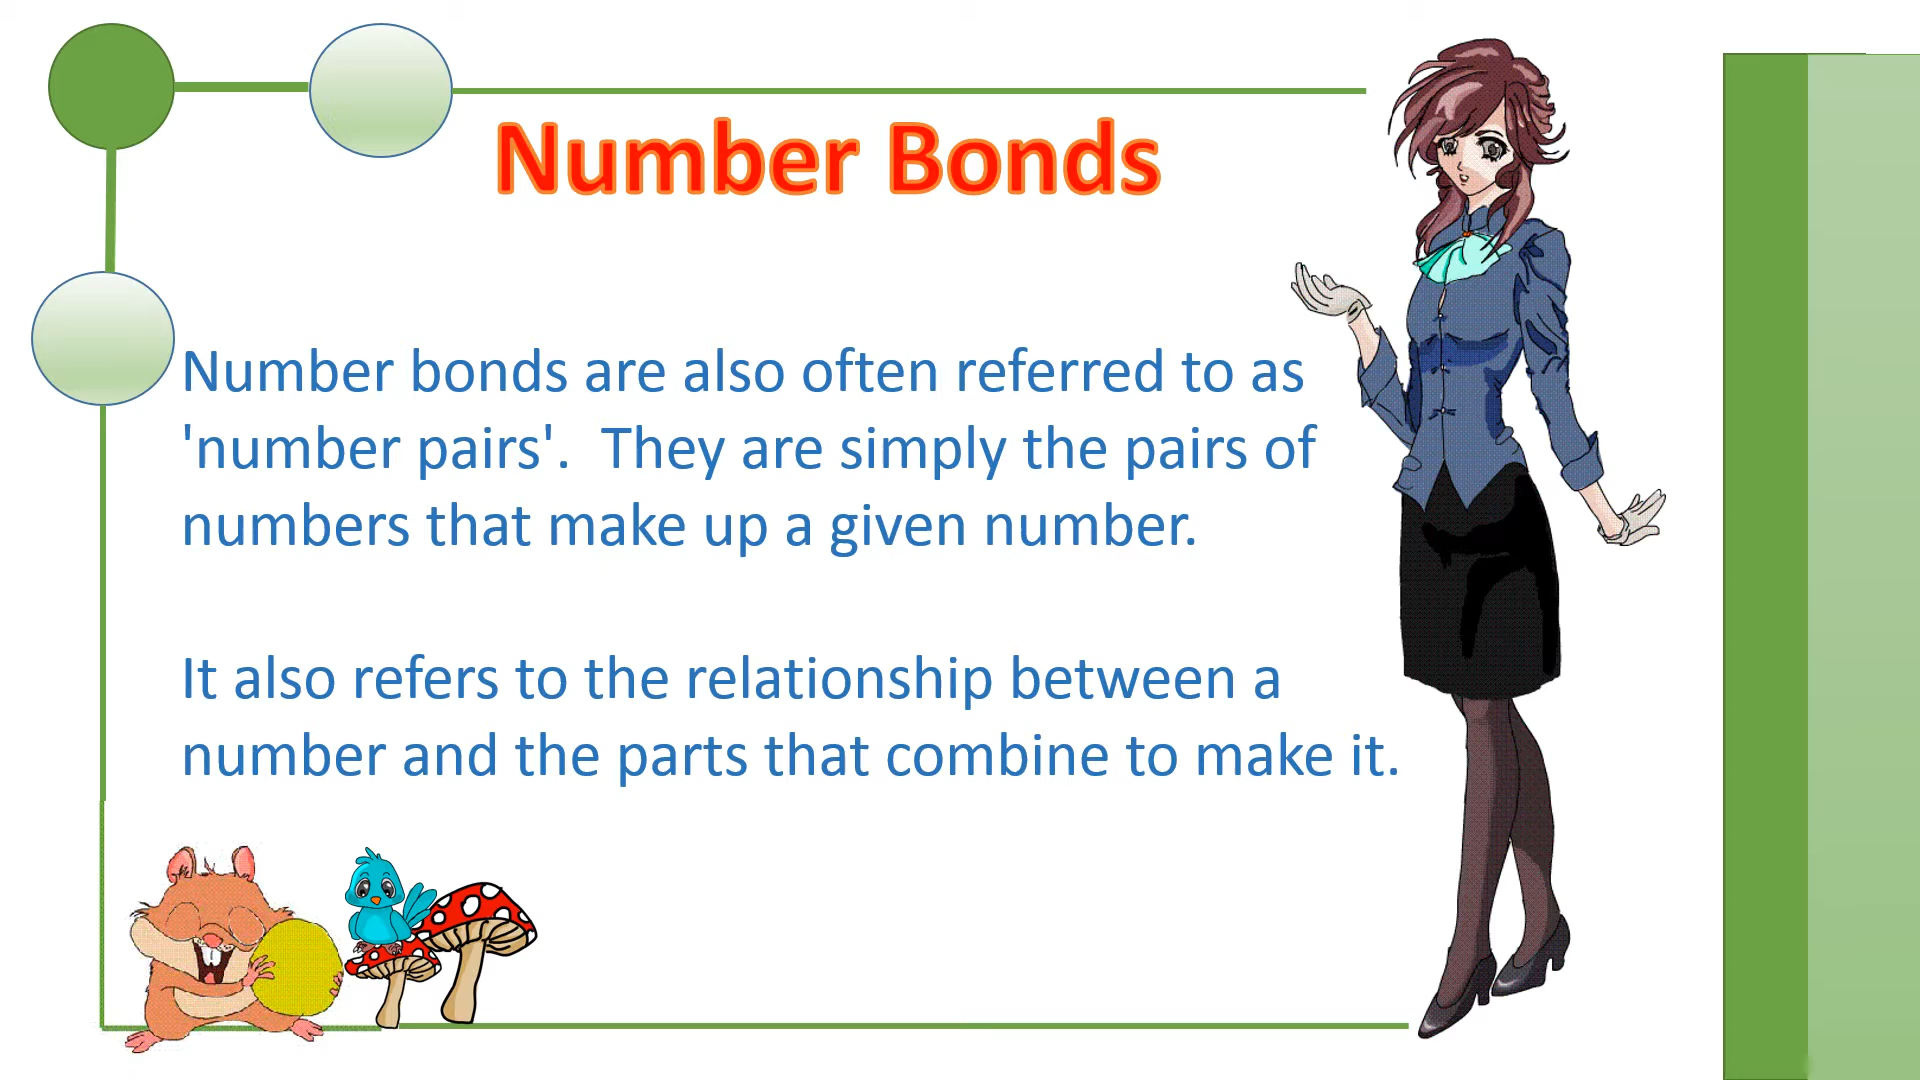 Number Bonds
Number bonds are also often referred to as
'number pairs'.  They are simply the pairs of
numbers that make up a given number.
It also refers to the relationship between a
number and the parts that combine to make it.